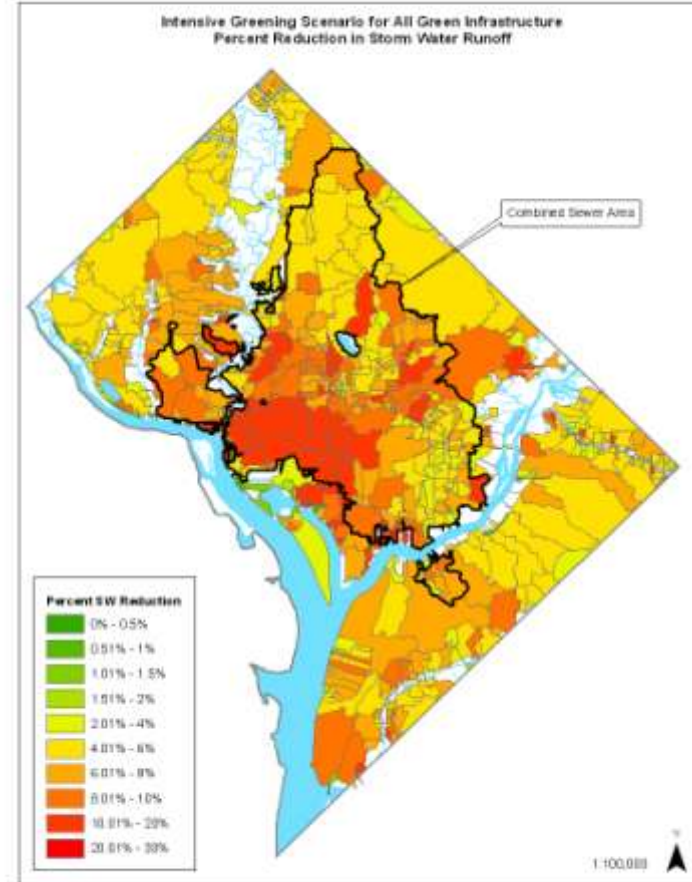 Intensive Greening Scenario for All Green Infrastructure
Percent Reduction in Storm Water Runoff
Combined Sewer Area
Percent SW Reduction
0% - 0.5%
0.51% - 1%
1.01% - 1.5%
1.51% - 2%
2.01% - 4%
4.01% - 6%
6.01% - 8%
8.01% - 10%
10.01% - 20%
20.01% - 30%
1:100,000